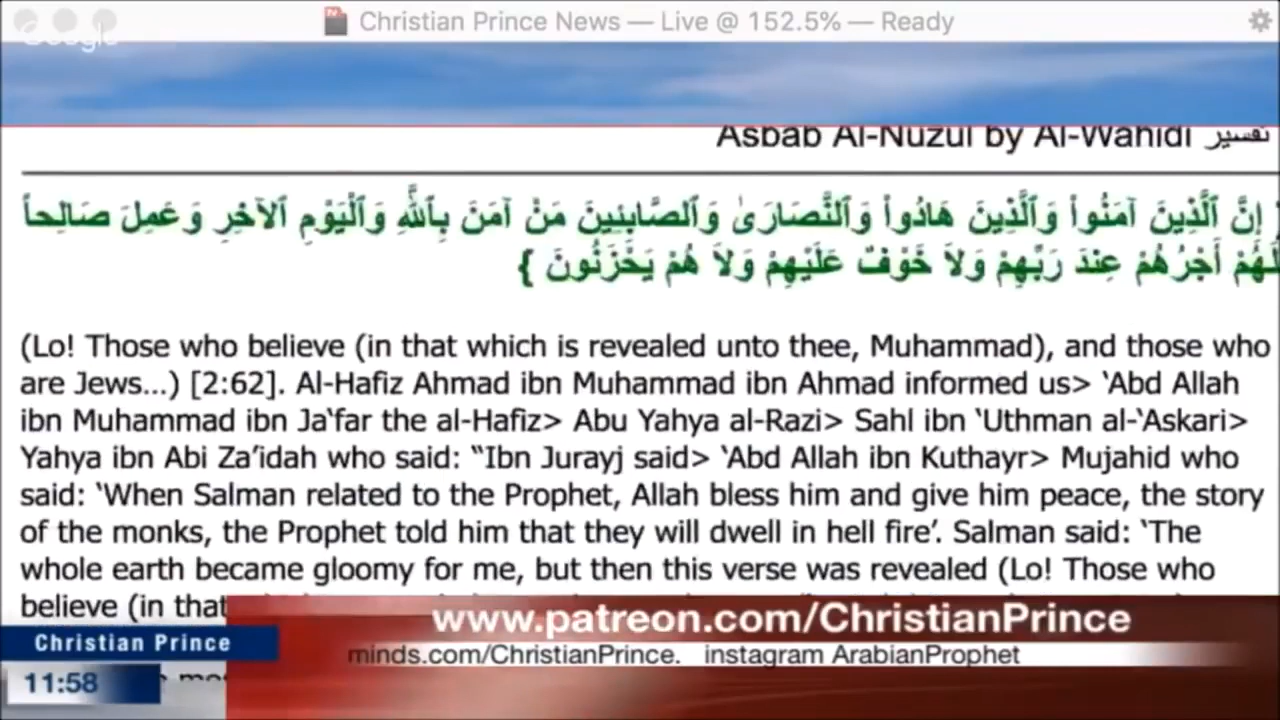 Christian Prince News — Live @ 152.5% — Ready
Google
Asbab Al-Nuzul by Al-Wahidi تفسير
إِنَّ ٱلَّذِينَ آمَنُواْ وَٱلَّذِينَ هَادُواْ وَٱلنَّصَارَىٰ وَٱلصَّابِئِينَ مَنْ آمَنَ بِٱللَّهِ وَٱلْيَوْمِ ٱلآخِرِ وَعَمِلَ صَالِحاً
لَهُمْ أَجْرُهُمْ عِندَ رَبِّهِمْ وَلاَ خَوْفٌ عَلَيْهِمْ وَلاَ هُمْ يَحْزَنُونَ }
(Lo! Those who believe (in that which is revealed unto thee, Muhammad), and those who
are Jews...) [2:62]. Al-Hafiz Ahmad ibn Muhammad ibn Ahmad informed us> ‘Abd Allah
ibn Muhammad ibn Ja‘far the al-Hafiz> Abu Yahya al-Razi> Sahl ibn ‘Uthman al-‘Askari>
Yahya ibn Abi Za’idah who said: “Ibn Jurayj said> ‘Abd Allah ibn Kuthayr> Mujahid who
said: ‘When Salman related to the Prophet, Allah bless him and give him peace, the story
of the monks, the Prophet told him that they will dwell in hell fire’. Salman said: ‘The
whole earth became gloomy for me, but then this verse was revealed (Lo! Those who
believe (in that
www.patreon.com/ChristianPrince
Christian Prince
minds.com/ChristianPrince. instagram ArabianProphet
11:58